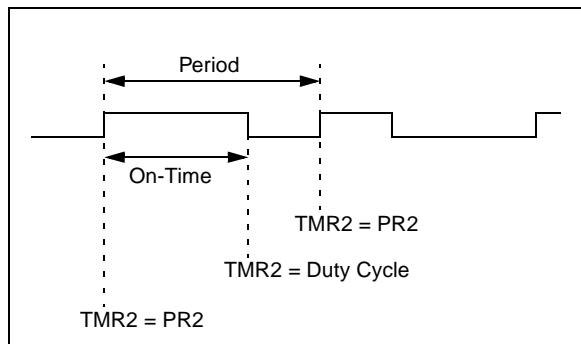 Period
On-Time
TMR2 = PR2
TMR2 = Duty Cycle
TMR2 = PR2